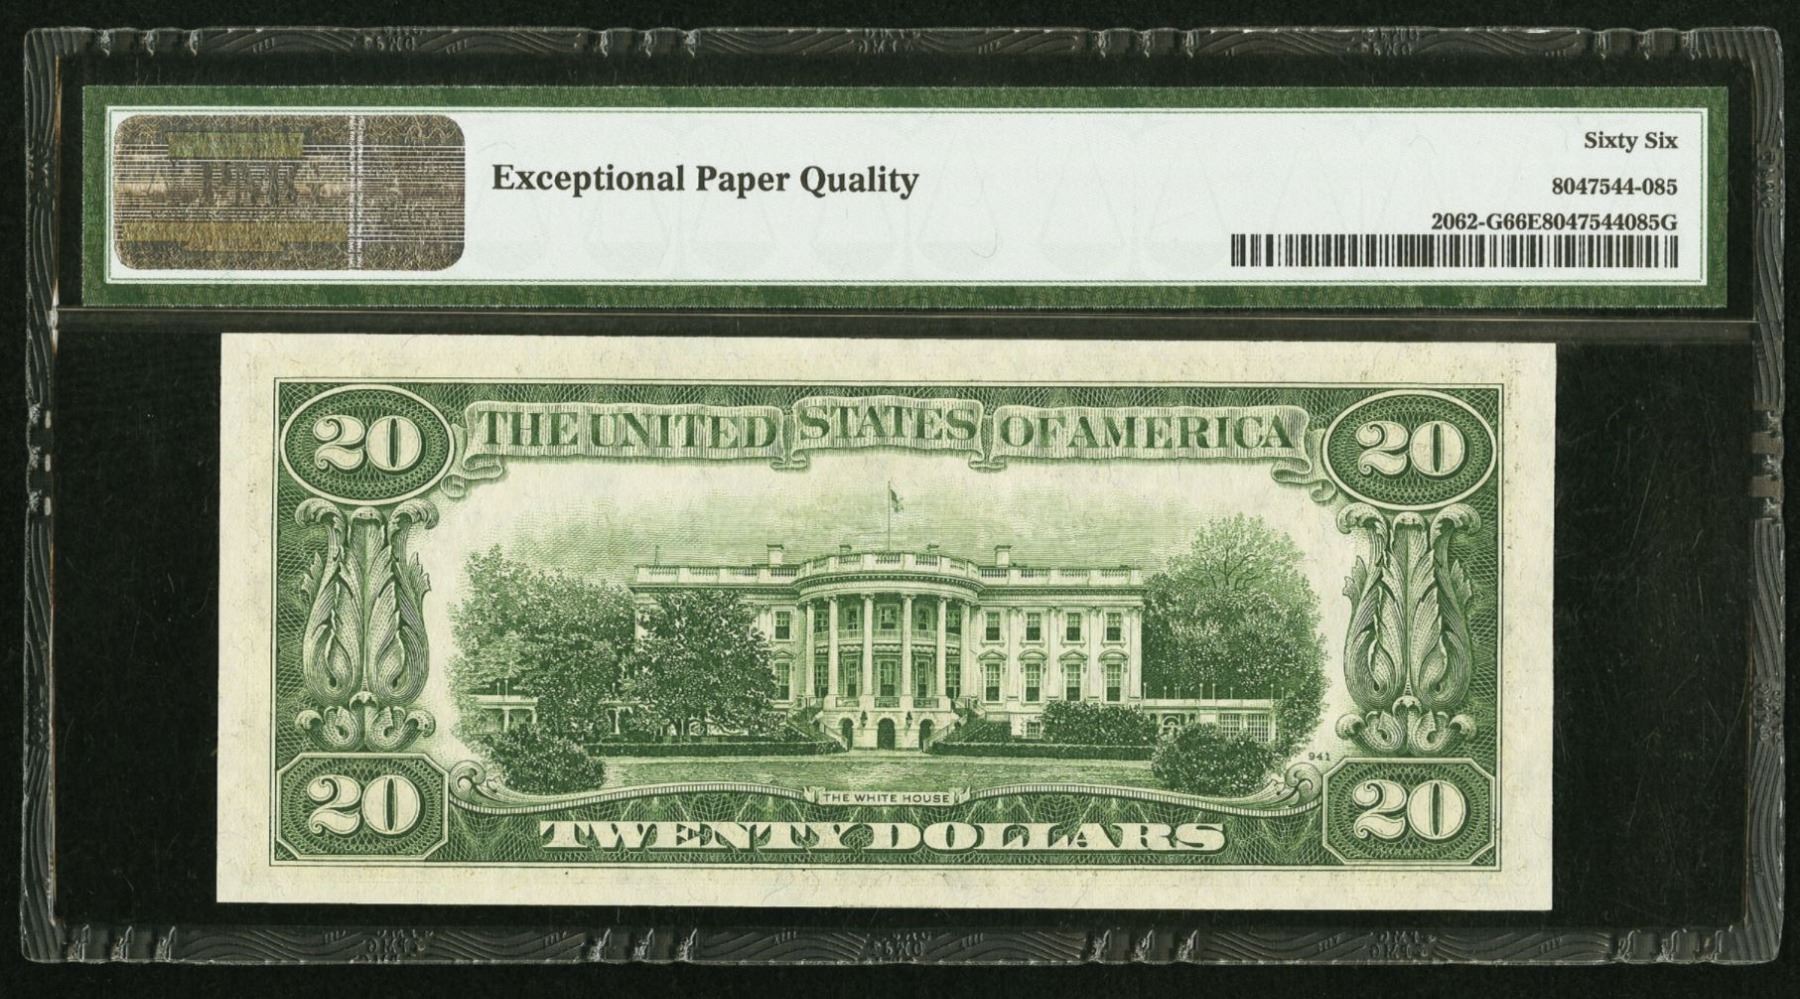 Exceptional Paper Quality
Sixty Six
8047544-085
2062-G66E8047544085G
20 THE UNITED STATES OF AMERICA 20
941
THE WHITE HOUSE
20 TWENTY DOLLARS 20